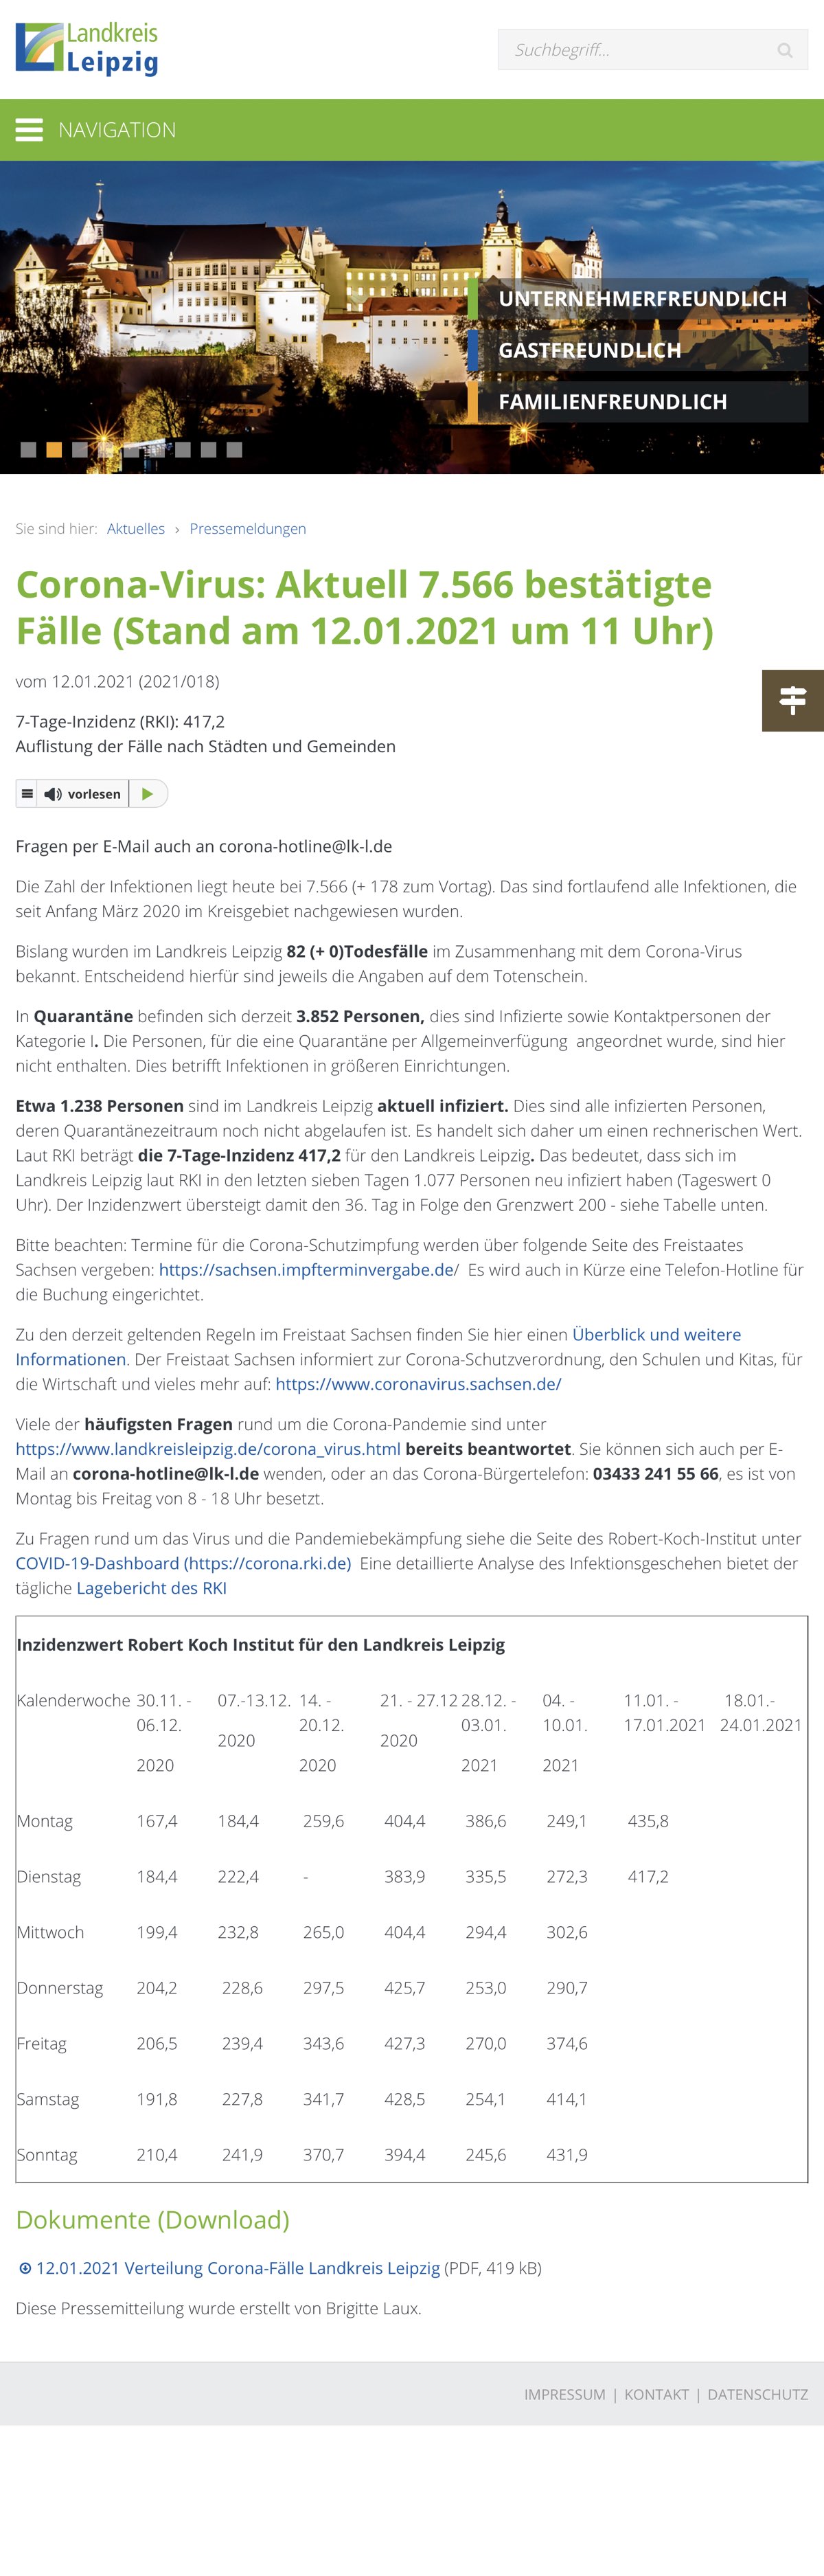 Landkreis
Leipzig
Suchbegriff...
NAVIGATION
UNTERNEHMERFREUNDLICH
GASTFREUNDLICH
FAMILIENFREUNDLICH
Sie sind hier: Aktuelles › Pressemeldungen
Corona-Virus: Aktuell 7.566 bestätigte
Fälle (Stand am 12.01.2021 um 11 Uhr)
vom 12.01.2021 (2021/018)
7-Tage-Inzidenz (RKI): 417,2
Auflistung der Fälle nach Städten und Gemeinden
vorlesen
Fragen per E-Mail auch an corona-hotline@lk-l.de
Die Zahl der Infektionen liegt heute bei 7.566 (+ 178 zum Vortag). Das sind fortlaufend alle Infektionen, die
seit Anfang März 2020 im Kreisgebiet nachgewiesen wurden.
Bislang wurden im Landkreis Leipzig 82 (+ 0)Todesfälle im Zusammenhang mit dem Corona-Virus
bekannt. Entscheidend hierfür sind jeweils die Angaben auf dem Totenschein.
In Quarantäne befinden sich derzeit 3.852 Personen, dies sind Infizierte sowie Kontaktpersonen der
Kategorie I. Die Personen, für die eine Quarantäne per Allgemeinverfügung  angeordnet wurde, sind hier
nicht enthalten. Dies betrifft Infektionen in größeren Einrichtungen.
Etwa 1.238 Personen sind im Landkreis Leipzig aktuell infiziert. Dies sind alle infizierten Personen,
deren Quarantänezeitraum noch nicht abgelaufen ist. Es handelt sich daher um einen rechnerischen Wert.
Laut RKI beträgt die 7-Tage-Inzidenz 417,2 für den Landkreis Leipzig. Das bedeutet, dass sich im
Landkreis Leipzig laut RKI in den letzten sieben Tagen 1.077 Personen neu infiziert haben (Tageswert 0
Uhr). Der Inzidenzwert übersteigt damit den 36. Tag in Folge den Grenzwert 200 - siehe Tabelle unten.
Bitte beachten: Termine für die Corona-Schutzimpfung werden über folgende Seite des Freistaates
Sachsen vergeben: https://sachsen.impfterminvergabe.de/  Es wird auch in Kürze eine Telefon-Hotline für
die Buchung eingerichtet.
Zu den derzeit geltenden Regeln im Freistaat Sachsen finden Sie hier einen Überblick und weitere
Informationen. Der Freistaat Sachsen informiert zur Corona-Schutzverordnung, den Schulen und Kitas, für
die Wirtschaft und vieles mehr auf: https://www.coronavirus.sachsen.de/
Viele der häufigsten Fragen rund um die Corona-Pandemie sind unter
https://www.landkreisleipzig.de/corona_virus.html bereits beantwortet. Sie können sich auch per E-
Mail an corona-hotline@lk-l.de wenden, oder an das Corona-Bürgertelefon: 03433 241 55 66, es ist von
Montag bis Freitag von 8 - 18 Uhr besetzt.
Zu Fragen rund um das Virus und die Pandemiebekämpfung siehe die Seite des Robert-Koch-Institut unter
COVID-19-Dashboard (https://corona.rki.de)  Eine detaillierte Analyse des Infektionsgeschehen bietet der
tägliche Lagebericht des RKI
Inzidenzwert Robert Koch Institut für den Landkreis Leipzig
Kalenderwoche 30.11. - 07.-13.12. 14. - 21. - 27.12 28.12. - 04. - 11.01. - 18.01.-
06.12. 20.12. 03.01. 10.01. 17.01.2021 24.01.2021
2020 2020
2020 2020 2021 2021
Montag 167,4 184,4 259,6 404,4 386,6 249,1 435,8
Dienstag 184,4 222,4 - 383,9 335,5 272,3 417,2
Mittwoch 199,4 232,8 265,0 404,4 294,4 302,6
Donnerstag 204,2 228,6 297,5 425,7 253,0 290,7
Freitag 206,5 239,4 343,6 427,3 270,0 374,6
Samstag 191,8 227,8 341,7 428,5 254,1 414,1
Sonntag 210,4 241,9 370,7 394,4 245,6 431,9
Dokumente (Download)
12.01.2021 Verteilung Corona-Fälle Landkreis Leipzig (PDF, 419 kB)
Diese Pressemitteilung wurde erstellt von Brigitte Laux.
IMPRESSUM | KONTAKT | DATENSCHUTZ